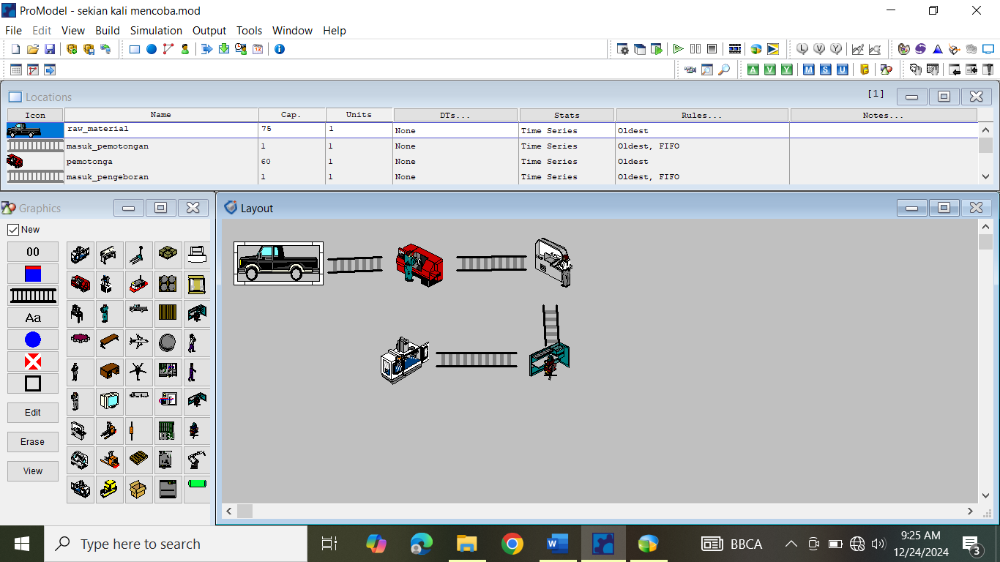 ProModel - sekian kali mencoba.mod
File Edit View Build Simulation Output Tools Window Help
Locations [1]
Icon Name Cap. Units DTs... Stats Rules... Notes...
raw_material 75 1 None Time Series Oldest
masuk_pemotongan 1 1 None Time Series Oldest, FIFO
pemotonga 60 1 None Time Series Oldest
masuk_pengeboran 1 1 None Time Series Oldest, FIFO
Graphics
New
00
Aa
Edit
Erase
View
Layout
Type here to search
W
BBCA
9:25 AM
12/24/2024
3